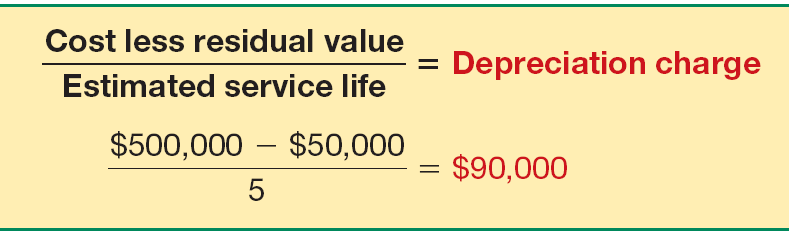 Cost less residual value
Estimated service life
= Depreciation charge
$500,000 – $50,000
5
= $90,000